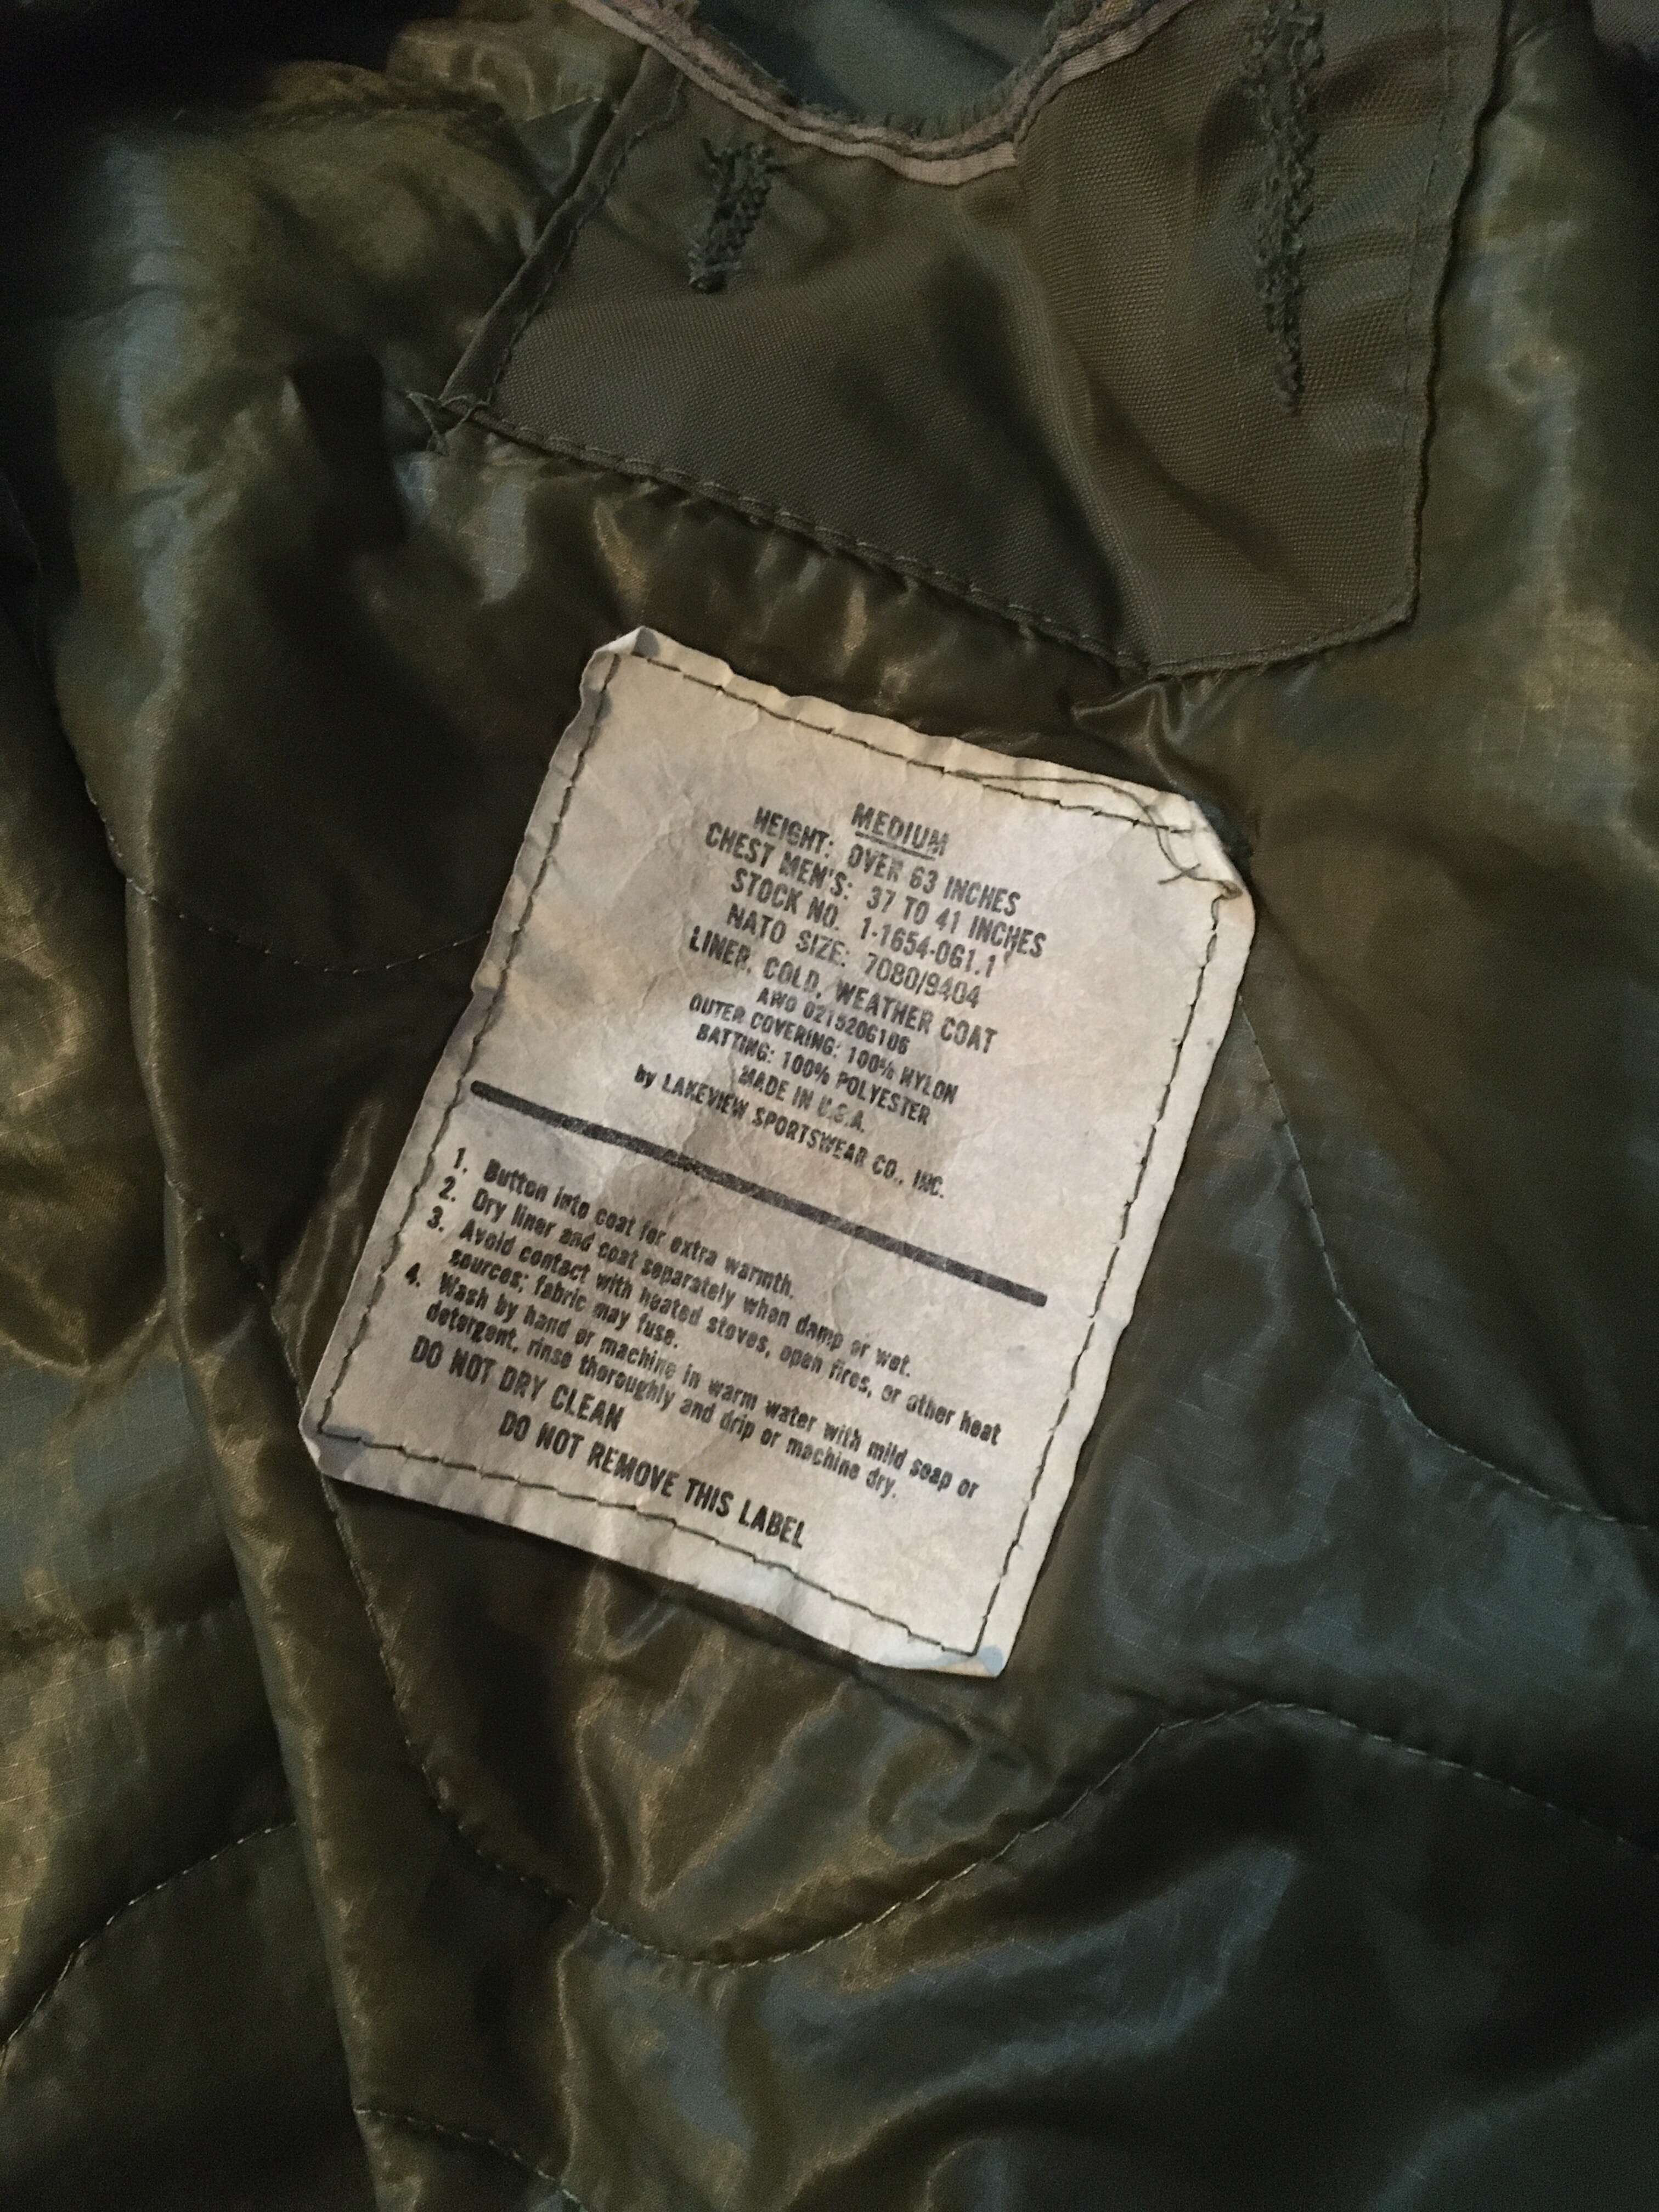 MEDIUM
HEIGHT: OVER 63 INCHES
CHEST MEN'S: 37 TO 41 INCHES
STOCK NO. 1-1654-OG1.1
NATO SIZE: 7080/9404
LINER, COLD, WEATHER COAT
AWO 0215206106
OUTER COVERING: 100% NYLON
BATTING: 100% POLYESTER
MADE IN U.S.A.
by LAKEVIEW SPORTSWEAR CO., INC.
1. Button into coat for extra warmth.
2. Dry liner and coat separately when damp or wet.
3. Avoid contact with heated stoves, open fires, or other heat
sources; fabric may fuse.
4. Wash by hand or machine in warm water with mild soap or
detergent, rinse thoroughly and drip or machine dry.
DO NOT DRY CLEAN
DO NOT REMOVE THIS LABEL